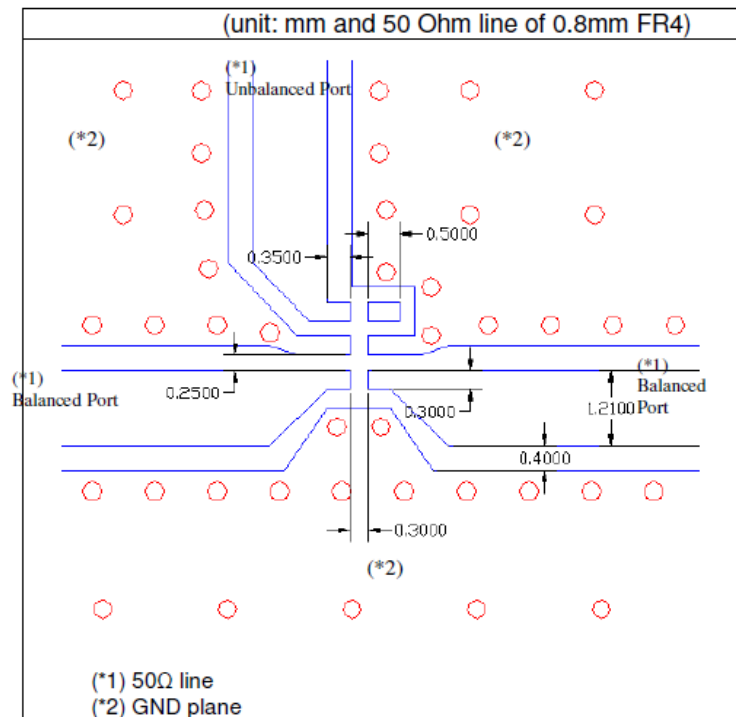 (unit: mm and 50 Ohm line of 0.8mm FR4)
(*1)
Unbalanced Port
(*2)
(*2)
0.5000
0.3500
(*1)
Balanced Port
0.2500
(*1)
Balanced
Port
0.3000
1.2100
0.4000
0.3000
(*2)
(*1) 50Ω line
(*2) GND plane